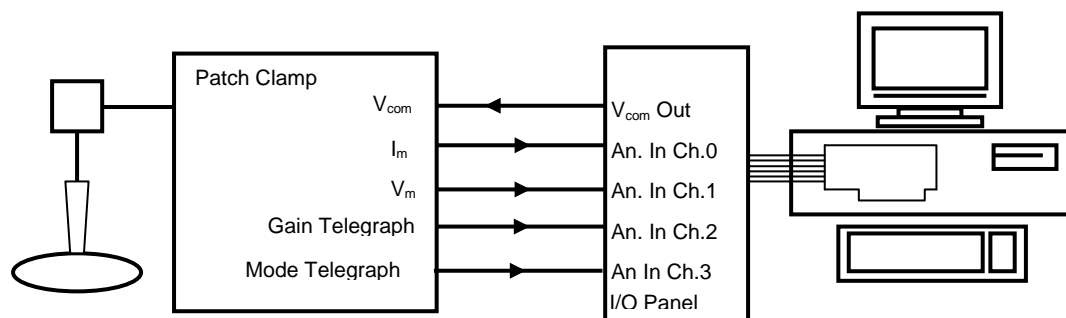 Patch Clamp
Vcom
Im
Vm
Gain Telegraph
Mode Telegraph
Vcom Out
An. In Ch.0
An. In Ch.1
An. In Ch.2
An In Ch.3
I/O Panel